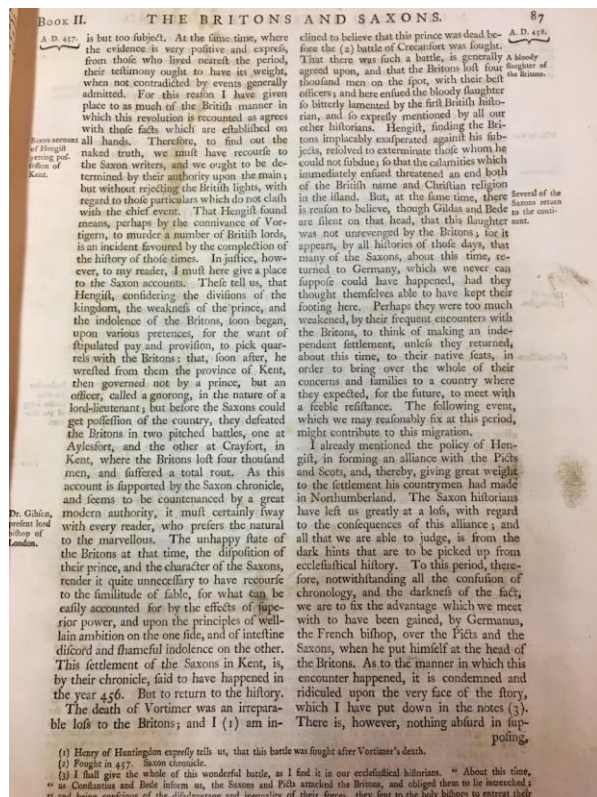 Book II. THE BRITONS AND SAXONS. 87
A D. 457.
is but too ſubject. At the ſame time, where
the evidence is very poſitive and expreſs,
from thoſe who lived neareſt the period,
their teſtimony ought to have its weight,
when not contradicted by events generally
admitted. For this reaſon I have given
place to as much of the Britiſh manner in
which this revolution is recounted as agrees
with thoſe facts which are eſtabliſhed on
Saxon account
of Hengiſt
getting poſ-
ſeſſion of
Kent.
all hands. Therefore, to find out the
naked truth, we muſt have recourſe to
the Saxon writers, and we ought to be de-
termined by their authority upon the main;
but without rejecting the Britiſh lights, with
regard to thoſe particulars which do not claſh
with the chief event. That Hengiſt found
means, perhaps by the connivance of Vor-
tigern, to murder a number of Britiſh lords,
is an incident favoured by the complection of
the hiſtory of thoſe times. In juſtice, how-
ever, to my reader, I muſt here give a place
to the Saxon accounts. Theſe tell us, that
Hengiſt, conſidering the diviſions of the
kingdom, the weakneſs of the prince, and
the indolence of the Britons, ſoon began,
upon various pretences, for the want of
ſtipulated pay and proviſion, to pick quar-
rels with the Britons: that, ſoon after, he
wreſted from them the province of Kent,
then governed not by a prince, but an
officer, called a gnorong, in the nature of a
lord-lieutenant; but before the Saxons could
get poſſeſſion of the country, they defeated
the Britons in two pitched battles, one at
Aylesfort, and the other at Crayfort, in
Kent, where the Britons loſt four thouſand
men, and ſuffered a total rout. As this
account is ſupported by the Saxon chronicle,
and ſeems to be countenanced by a great
Dr. Gibſon,
preſent lord
biſhop of
London.
modern authority, it muſt certainly ſway
with every reader, who prefers the natural
to the marvellous. The unhappy ſtate of
the Britons at that time, the diſpoſition of
their prince, and the character of the Saxons,
render it quite unneceſſary to have recourſe
to the ſimilitude of fable, for what can be
eaſily accounted for by the effects of ſupe-
rior power, and upon the principles of well-
lain ambition on the one ſide, and of inteſtine
diſcord and ſhameful indolence on the other.
This ſettlement of the Saxons in Kent, is,
by their chronicle, ſaid to have happened in
the year 456. But to return to the hiſtory.
The death of Vortimer was an irrepara-
ble loſs to the Britons; and I (1) am in-
clined to believe that this prince was dead be-
A. D. 458.
fore the (2) battle of Crecanfort was fought.
That there was ſuch a battle, is generally
A bloody
ſlaughter of
the Britons.
agreed upon, and that the Britons loſt four
thouſand men on the ſpot, with their beſt
officers; and here enſued the bloody ſlaughter
ſo bitterly lamented by the firſt Britiſh hiſto-
rian, and ſo expreſly mentioned by all our
other hiſtorians. Hengiſt, finding the Bri-
tons implacably exaſperated againſt his ſub-
jects, reſolved to exterminate thoſe whom he
could not ſubdue; ſo that the calamities which
immediately enſued threatened an end both
of the Britiſh name and Chriſtian religion
in the iſland. But, at the ſame time, there
Several of the
Saxons return
to the conti-
nent.
is reaſon to believe, though Gildas and Bede
are ſilent on that head, that this ſlaughter
was not unrevenged by the Britons; for it
appears, by all hiſtories of thoſe days, that
many of the Saxons, about this time, re-
turned to Germany, which we never can
ſuppoſe could have happened, had they
thought themſelves able to have kept their
footing here. Perhaps they were too much
weakened, by their frequent encounters with
the Britons, to think of making an inde-
pendent ſettlement, unleſs they returned,
about this time, to their native ſeats, in
order to bring over the whole of their
concerns and families to a country where
they expected, for the future, to meet with
a feeble reſiſtance. The following event,
which we may reaſonably fix at this period,
might contribute to this migration.
I already mentioned the policy of Hen-
giſt, in forming an alliance with the Picts
and Scots, and, thereby, giving great weight
to the ſettlement his countrymen had made
in Northumberland. The Saxon hiſtorians
have left us greatly at a loſs, with regard
to the conſequences of this alliance; and
all that we are able to judge, is from the
dark hints that are to be picked up from
eccleſiaſtical hiſtory. To this period, there-
fore, notwithſtanding all the confuſion of
chronology, and the darkneſs of the fact,
we are to fix the advantage which we meet
with to have been gained, by Germanus,
the French biſhop, over the Picts and the
Saxons, when he put himſelf at the head of
the Britons. As to the manner in which this
encounter happened, it is condemned and
ridiculed upon the very face of the ſtory,
which I have put down in the notes (3).
There is, however, nothing abſurd in ſup-
poſing,
(1) Henry of Huntingdon expreſly tells us, that this battle was fought after Vortimer's death.
(2) Fought in 457. Saxon chronicle.
(3) I ſhall give the whole of this wonderful battle, as I find it in our eccleſiaſtical hiſtorians. " About this time,
" as Conſtantius and Bede inform us, the Saxons and Picts attacked the Britons, and obliged them to lie intrenched;
" and being conſcious of the diſadvantage and inequality of their forces, they ſent to the holy biſhops to entreat their